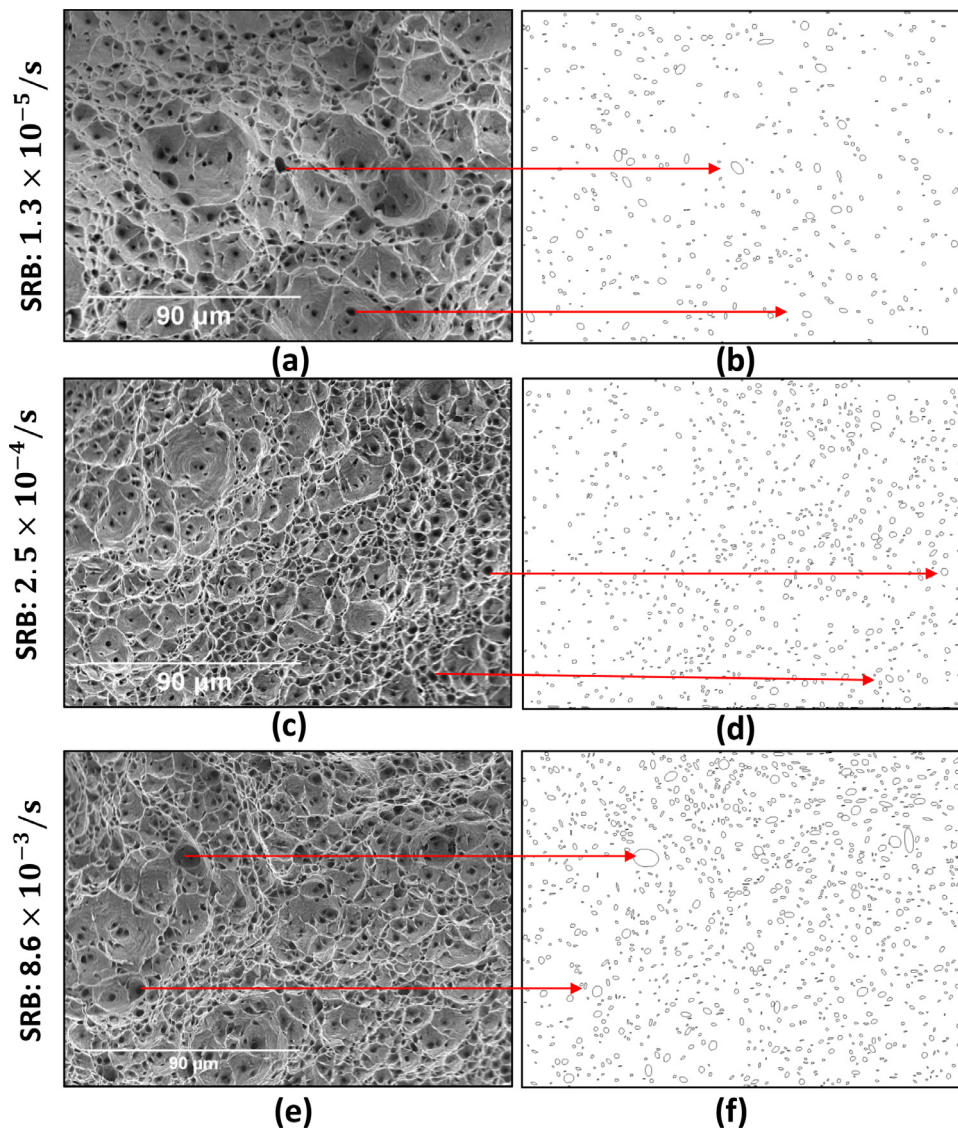 SRB: 1.3 × 10⁻⁵/s
90 µm
(a)
(b)
SRB: 2.5 × 10⁻⁴/s
90 µm
(c)
(d)
SRB: 8.6 × 10⁻³/s
90 µm
(e)
(f)